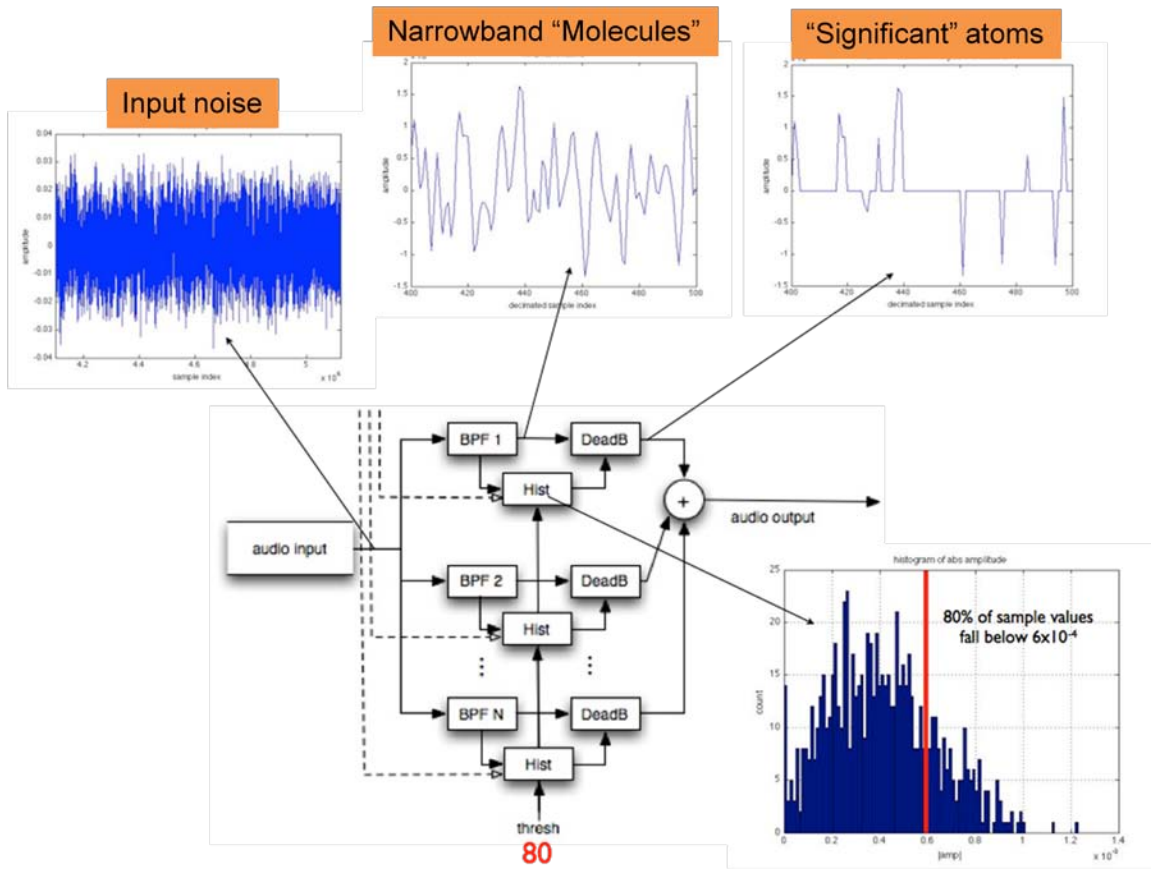 Narrowband “Molecules”
“Significant” atoms
Input noise
2
1.5
1
0.5
0
-0.5
-1
-1.5
amplitude
400
420
440
460
480
500
decimated sample index
2
1.5
1
0.5
0
-0.5
-1
-1.5
amplitude
400
420
440
460
480
500
decimated sample index
0.04
0.03
0.02
0.01
0
-0.01
-0.02
-0.03
-0.04
amplitude
4.2
4.4
4.6
4.8
5
sample index
BPF 1
DeadB
Hist
+
audio output
audio input
BPF 2
DeadB
Hist
BPF N
DeadB
Hist
thresh
80
histogram of abs amplitude
80% of sample values
fall below 6x10-4
25
20
15
10
5
0
count
0
0.2
0.4
0.6
0.8
1
1.2
1.4
|amp|